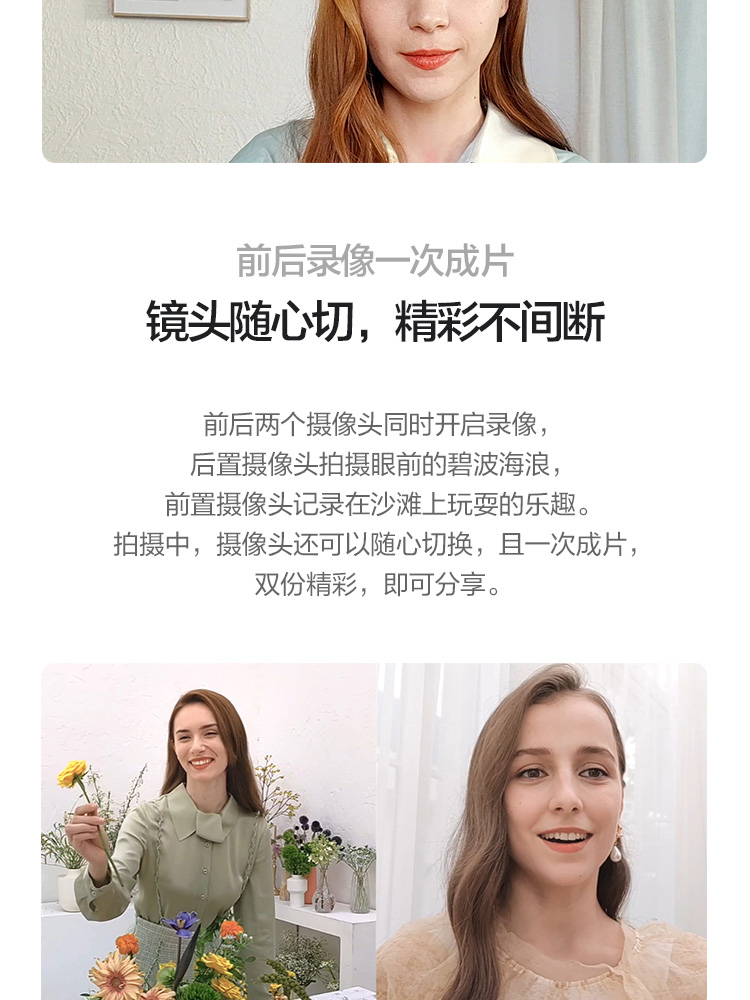 前后录像一次成片
镜头随心切，精彩不间断
前后两个摄像头同时开启录像，
后置摄像头拍摄眼前的碧波海浪，
前置摄像头记录在沙滩上玩耍的乐趣。
拍摄中，摄像头还可以随心切换，且一次成片，
双份精彩，即可分享。